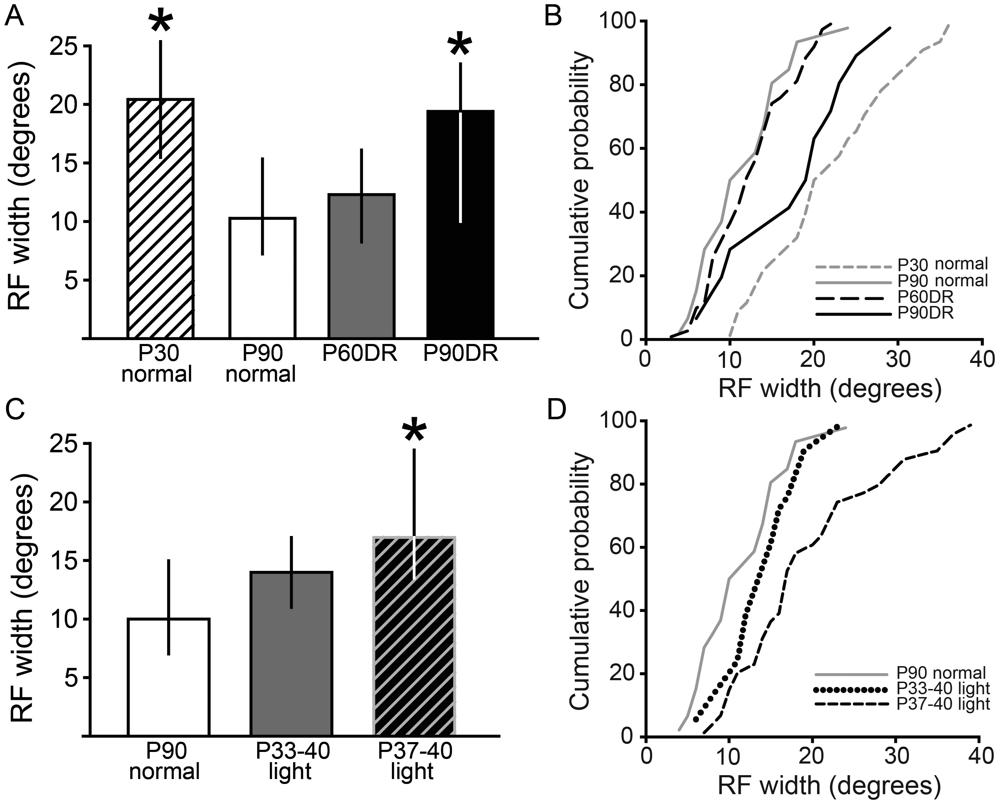 A
*
*
25
20
15
10
5
RF width (degrees)
P30
normal
P90
normal
P60DR
P90DR
B
100
80
60
40
20
0
Cumulative probability
P30 normal
P90 normal
P60DR
P90DR
0
10
20
30
40
RF width (degrees)
C
*
25
20
15
10
5
RF width (degrees)
P90
normal
P33-40
light
P37-40
light
D
100
80
60
40
20
0
Cumulative probability
P90 normal
P33-40 light
P37-40 light
0
10
20
30
40
RF width (degrees)